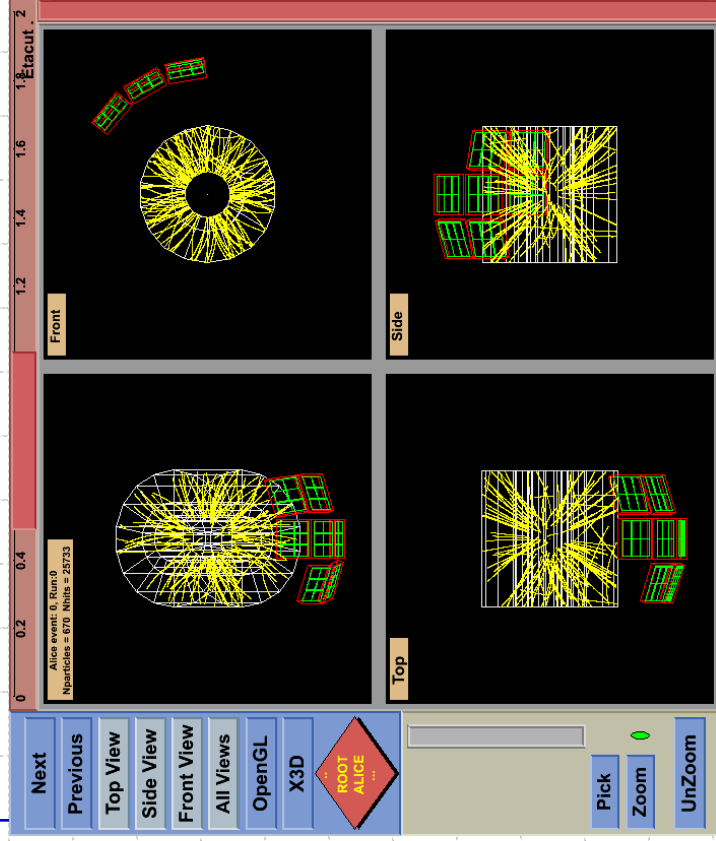 Next
Previous
Top View
Side View
Front View
All Views
OpenGL
X3D
ROOT
ALICE
...
Pick
Zoom
UnZoom
0 0.2 0.4 1.2 1.4 1.6 1.8 2
Etacut .
Alice event: 0, Run:0
Nparticles = 670 Nhits = 25733
Front
Top
Side